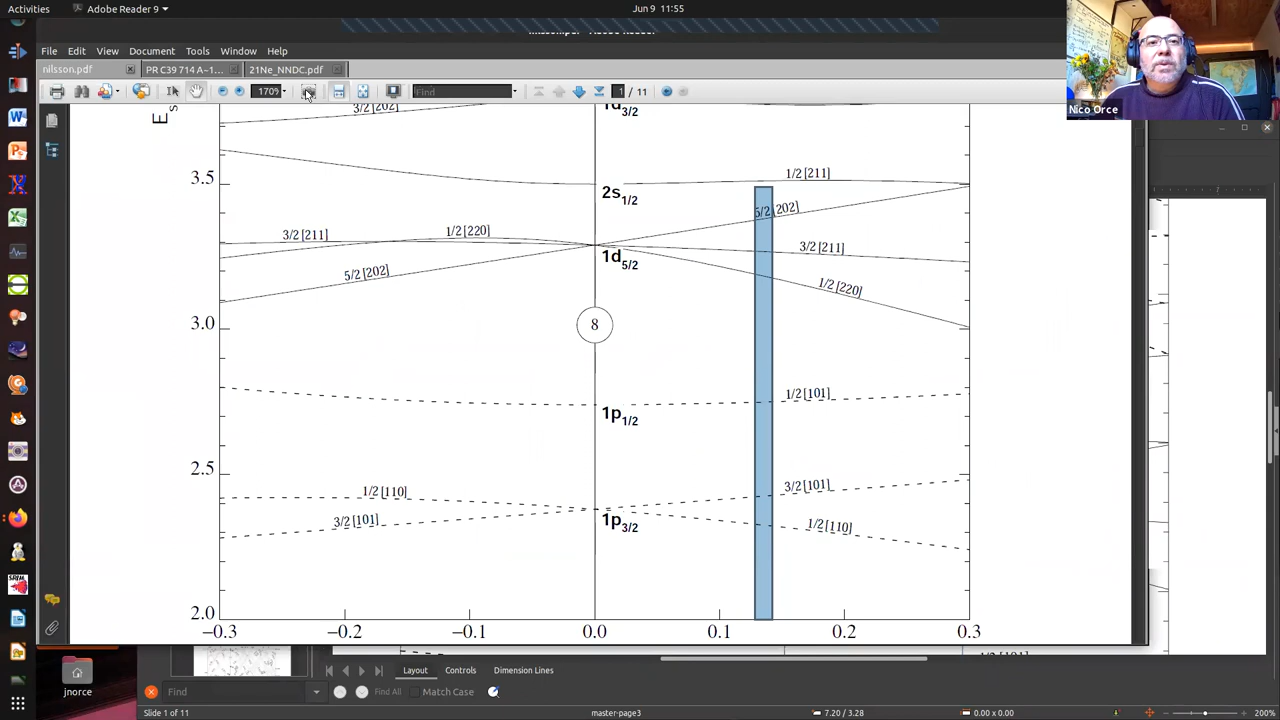 Activities
Adobe Reader 9
Jun 9 11:55
File Edit View Document Tools Window Help
nilsson.pdf PR C39 714 A~1... 21Ne_NNDC.pdf
170% Find 1 / 11
Nico Orce
E s
3/2 [202]
1d3/2
3.5
1/2 [211]
2s1/2
5/2 [202]
3/2 [211]
1/2 [220]
3/2 [211]
1d5/2
5/2 [202]
1/2 [220]
3.0
8
1/2 [101]
1p1/2
2.5
1/2 [110]
3/2 [101]
3/2 [101]
1p3/2
1/2 [110]
2.0
−0.3 −0.2 −0.1 0.0 0.1 0.2 0.3
jnorce
Layout Controls Dimension Lines
Find Find All Match Case
Slide 1 of 11 master-page3 7.20 / 3.28 0.00 x 0.00 200%